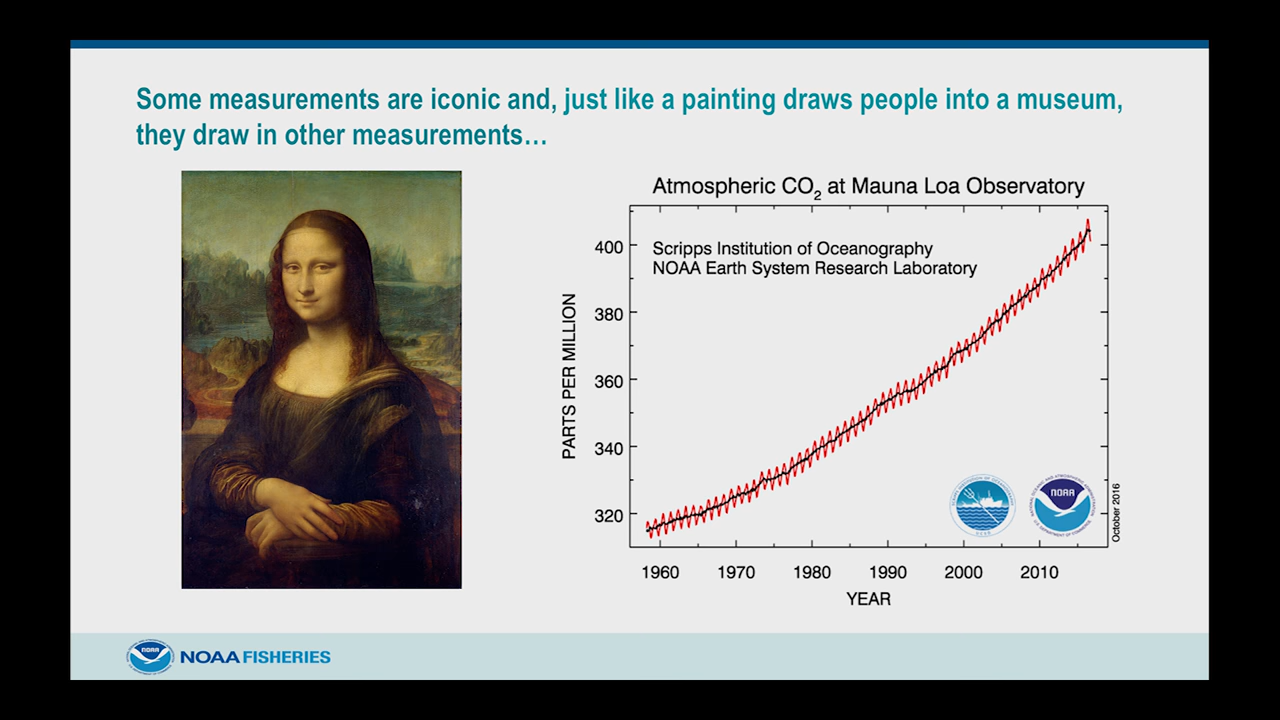 Some measurements are iconic and, just like a painting draws people into a museum,
they draw in other measurements…
Atmospheric CO2 at Mauna Loa Observatory
Scripps Institution of Oceanography
NOAA Earth System Research Laboratory
PARTS PER MILLION
400
380
360
340
320
1960 1970 1980 1990 2000 2010
YEAR
NOAA
October 2016
NOAA
NOAA FISHERIES